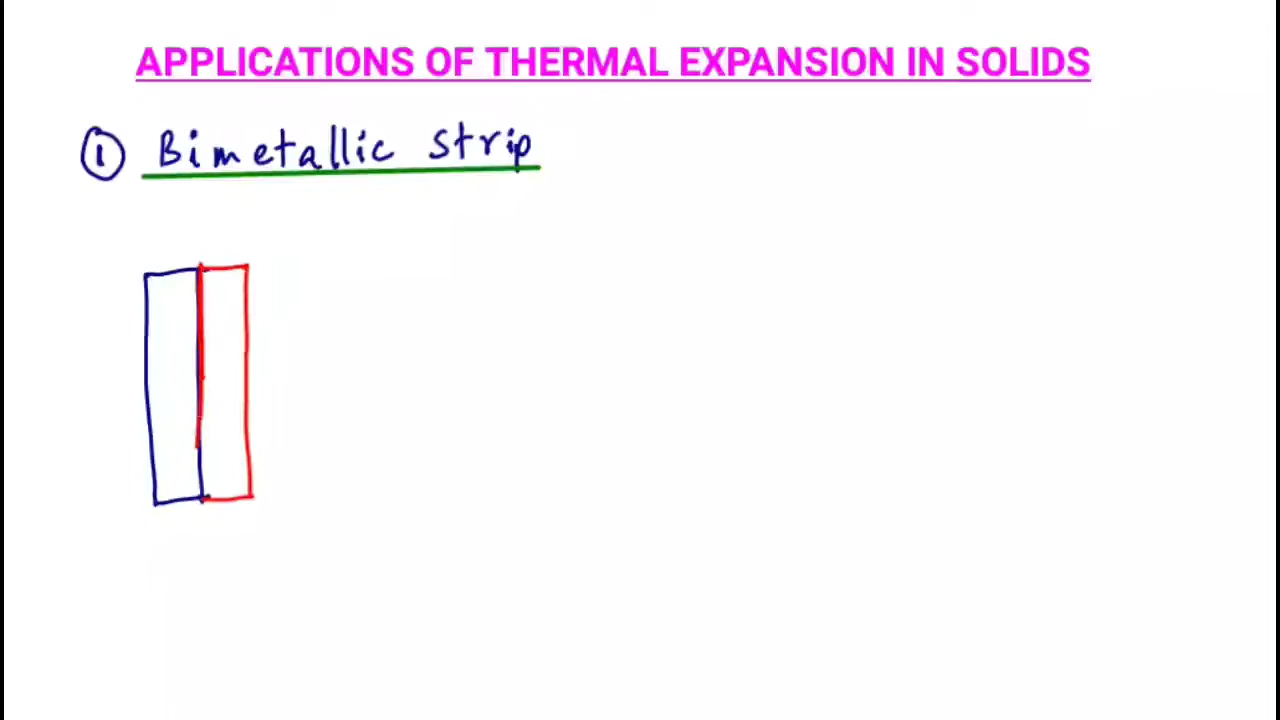 APPLICATIONS OF THERMAL EXPANSION IN SOLIDS
① Bimetallic strip